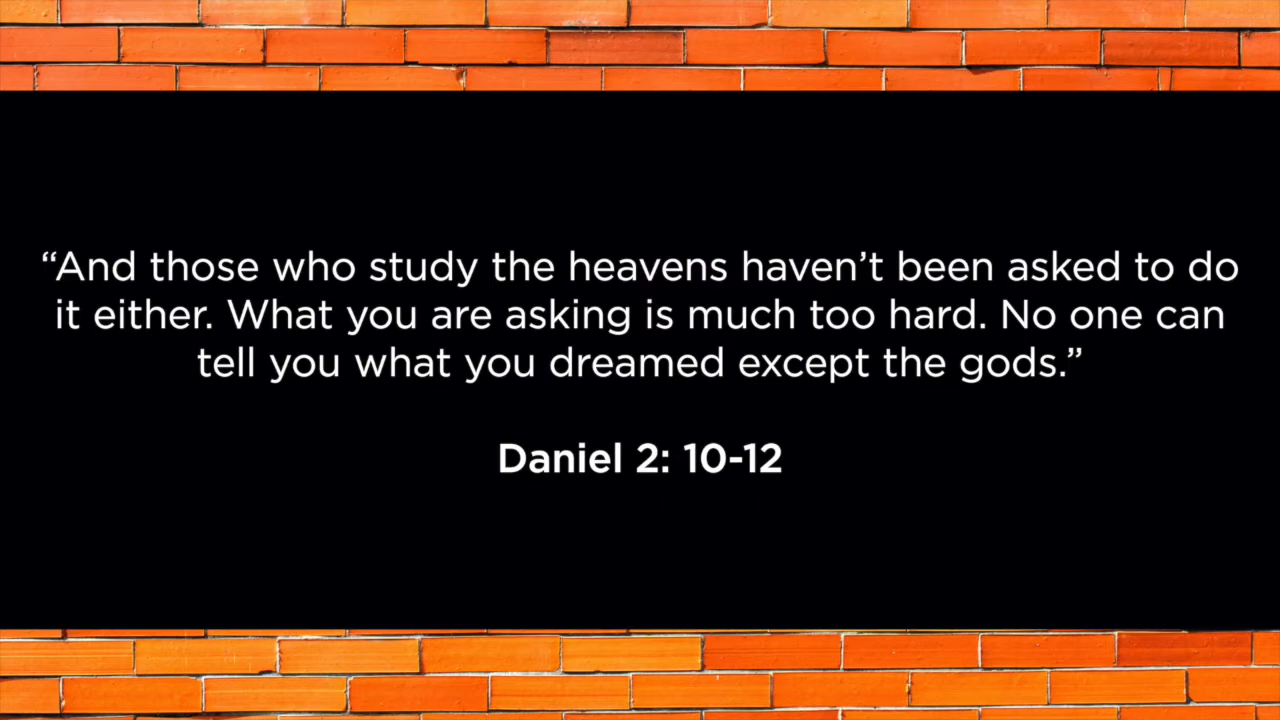 “And those who study the heavens haven’t been asked to do
it either. What you are asking is much too hard. No one can
tell you what you dreamed except the gods.”
Daniel 2: 10-12